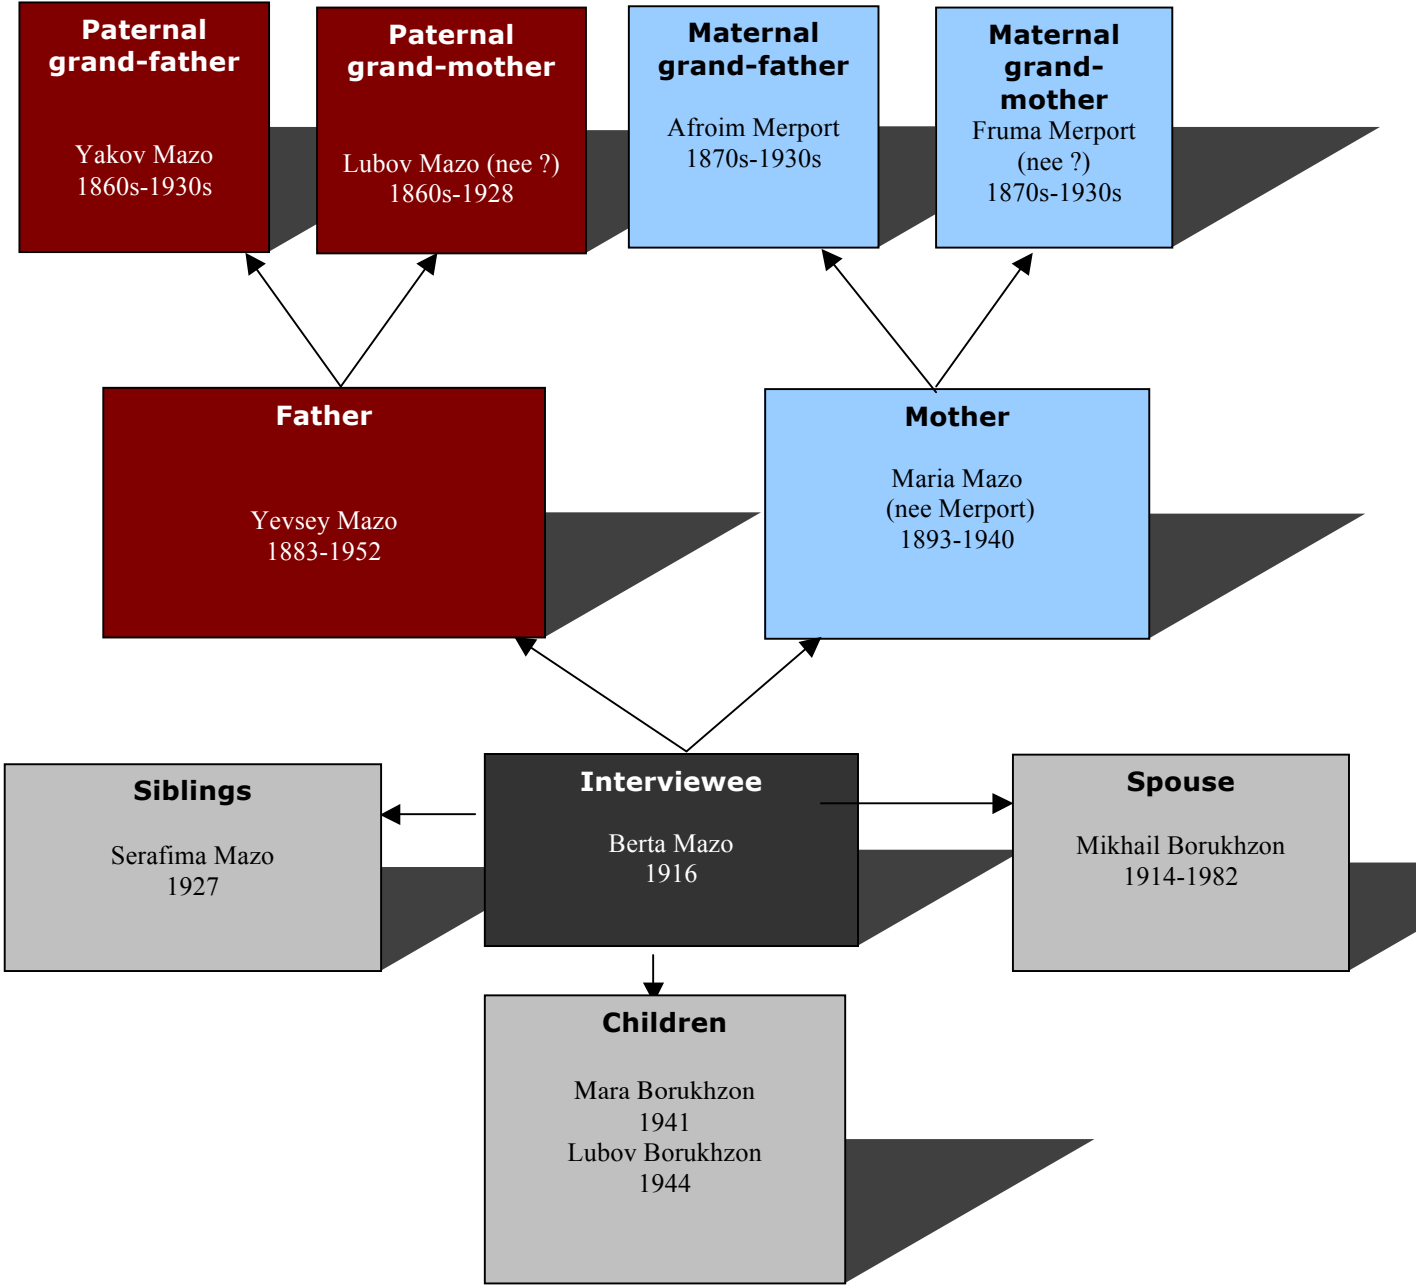 Paternal
grand-father
Yakov Mazo
1860s-1930s
Paternal
grand-mother
Lubov Mazo (nee ?)
1860s-1928
Maternal
grand-father
Afroim Merport
1870s-1930s
Maternal
grand-
mother
Fruma Merport
(nee ?)
1870s-1930s
Father
Yevsey Mazo
1883-1952
Mother
Maria Mazo
(nee Merport)
1893-1940
Siblings
Serafima Mazo
1927
Interviewee
Berta Mazo
1916
Spouse
Mikhail Borukhzon
1914-1982
Children
Mara Borukhzon
1941
Lubov Borukhzon
1944